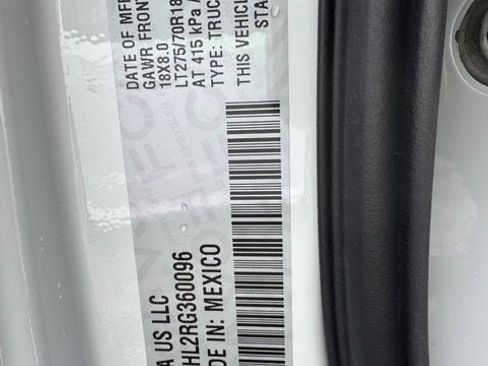 DATE OF MFR
GAWR FRONT
18X8.0
LT275/70R18
AT 415 kPa
TYPE: TRUC
THIS VEHICLE
STA
A US LLC
HL2RG360096
DE IN: MEXICO